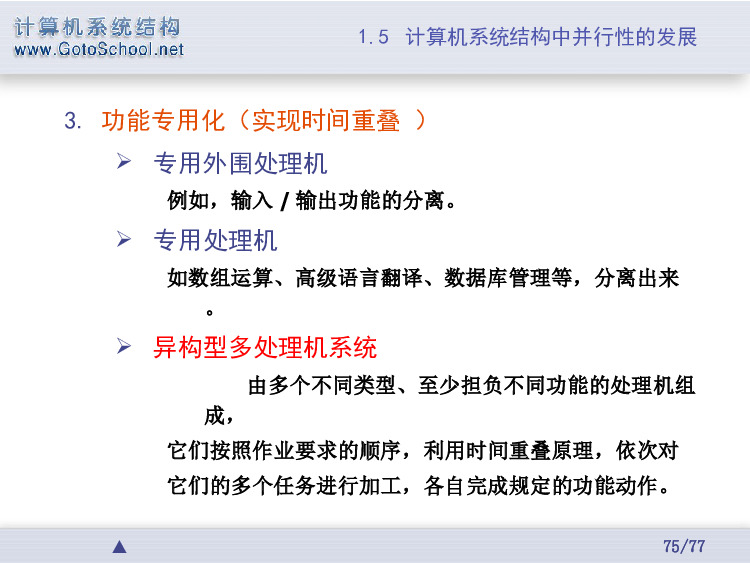 计算机系统结构
www.GotoSchool.net
1.5 计算机系统结构中并行性的发展
3. 功能专用化（实现时间重叠 ）
➢ 专用外围处理机
例如，输入 / 输出功能的分离。
➢ 专用处理机
如数组运算、高级语言翻译、数据库管理等，分离出来
。
➢ 异构型多处理机系统
由多个不同类型、至少担负不同功能的处理机组
成，
它们按照作业要求的顺序，利用时间重叠原理，依次对
它们的多个任务进行加工，各自完成规定的功能动作。
▲
75/77